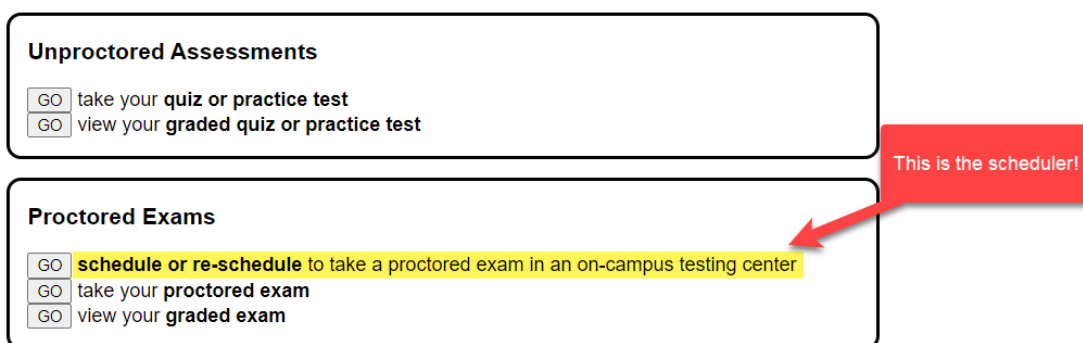 Unproctored Assessments
GO take your quiz or practice test
GO view your graded quiz or practice test
This is the scheduler!
Proctored Exams
GO schedule or re-schedule to take a proctored exam in an on-campus testing center
GO take your proctored exam
GO view your graded exam